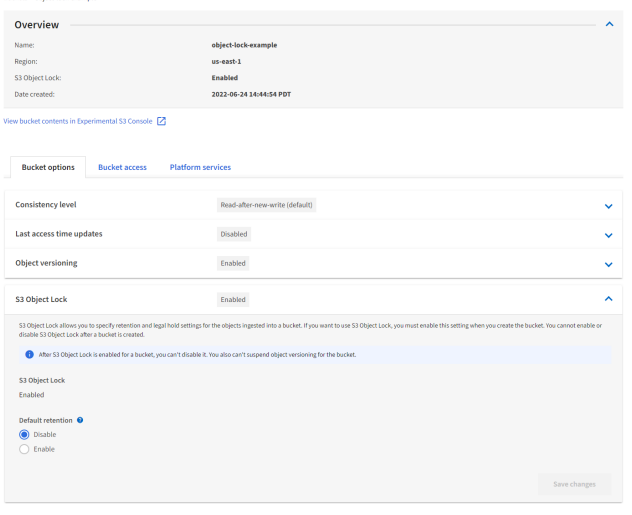 Overview
Name: object-lock-example
Region: us-east-1
S3 Object Lock: Enabled
Date created: 2022-06-24 14:44:54 PDT
View bucket contents in Experimental S3 Console
Bucket options Bucket access Platform services
Consistency level Read-after-new-write (default)
Last access time updates Disabled
Object versioning Enabled
S3 Object Lock Enabled
S3 Object Lock allows you to specify retention and legal hold settings for the objects ingested into a bucket. If you want to use S3 Object Lock, you must enable this setting when you create the bucket. You cannot enable or
disable S3 Object Lock after a bucket is created.
After S3 Object Lock is enabled for a bucket, you can't disable it. You also can't suspend object versioning for the bucket.
S3 Object Lock
Enabled
Default retention
Disable
Enable
Save changes